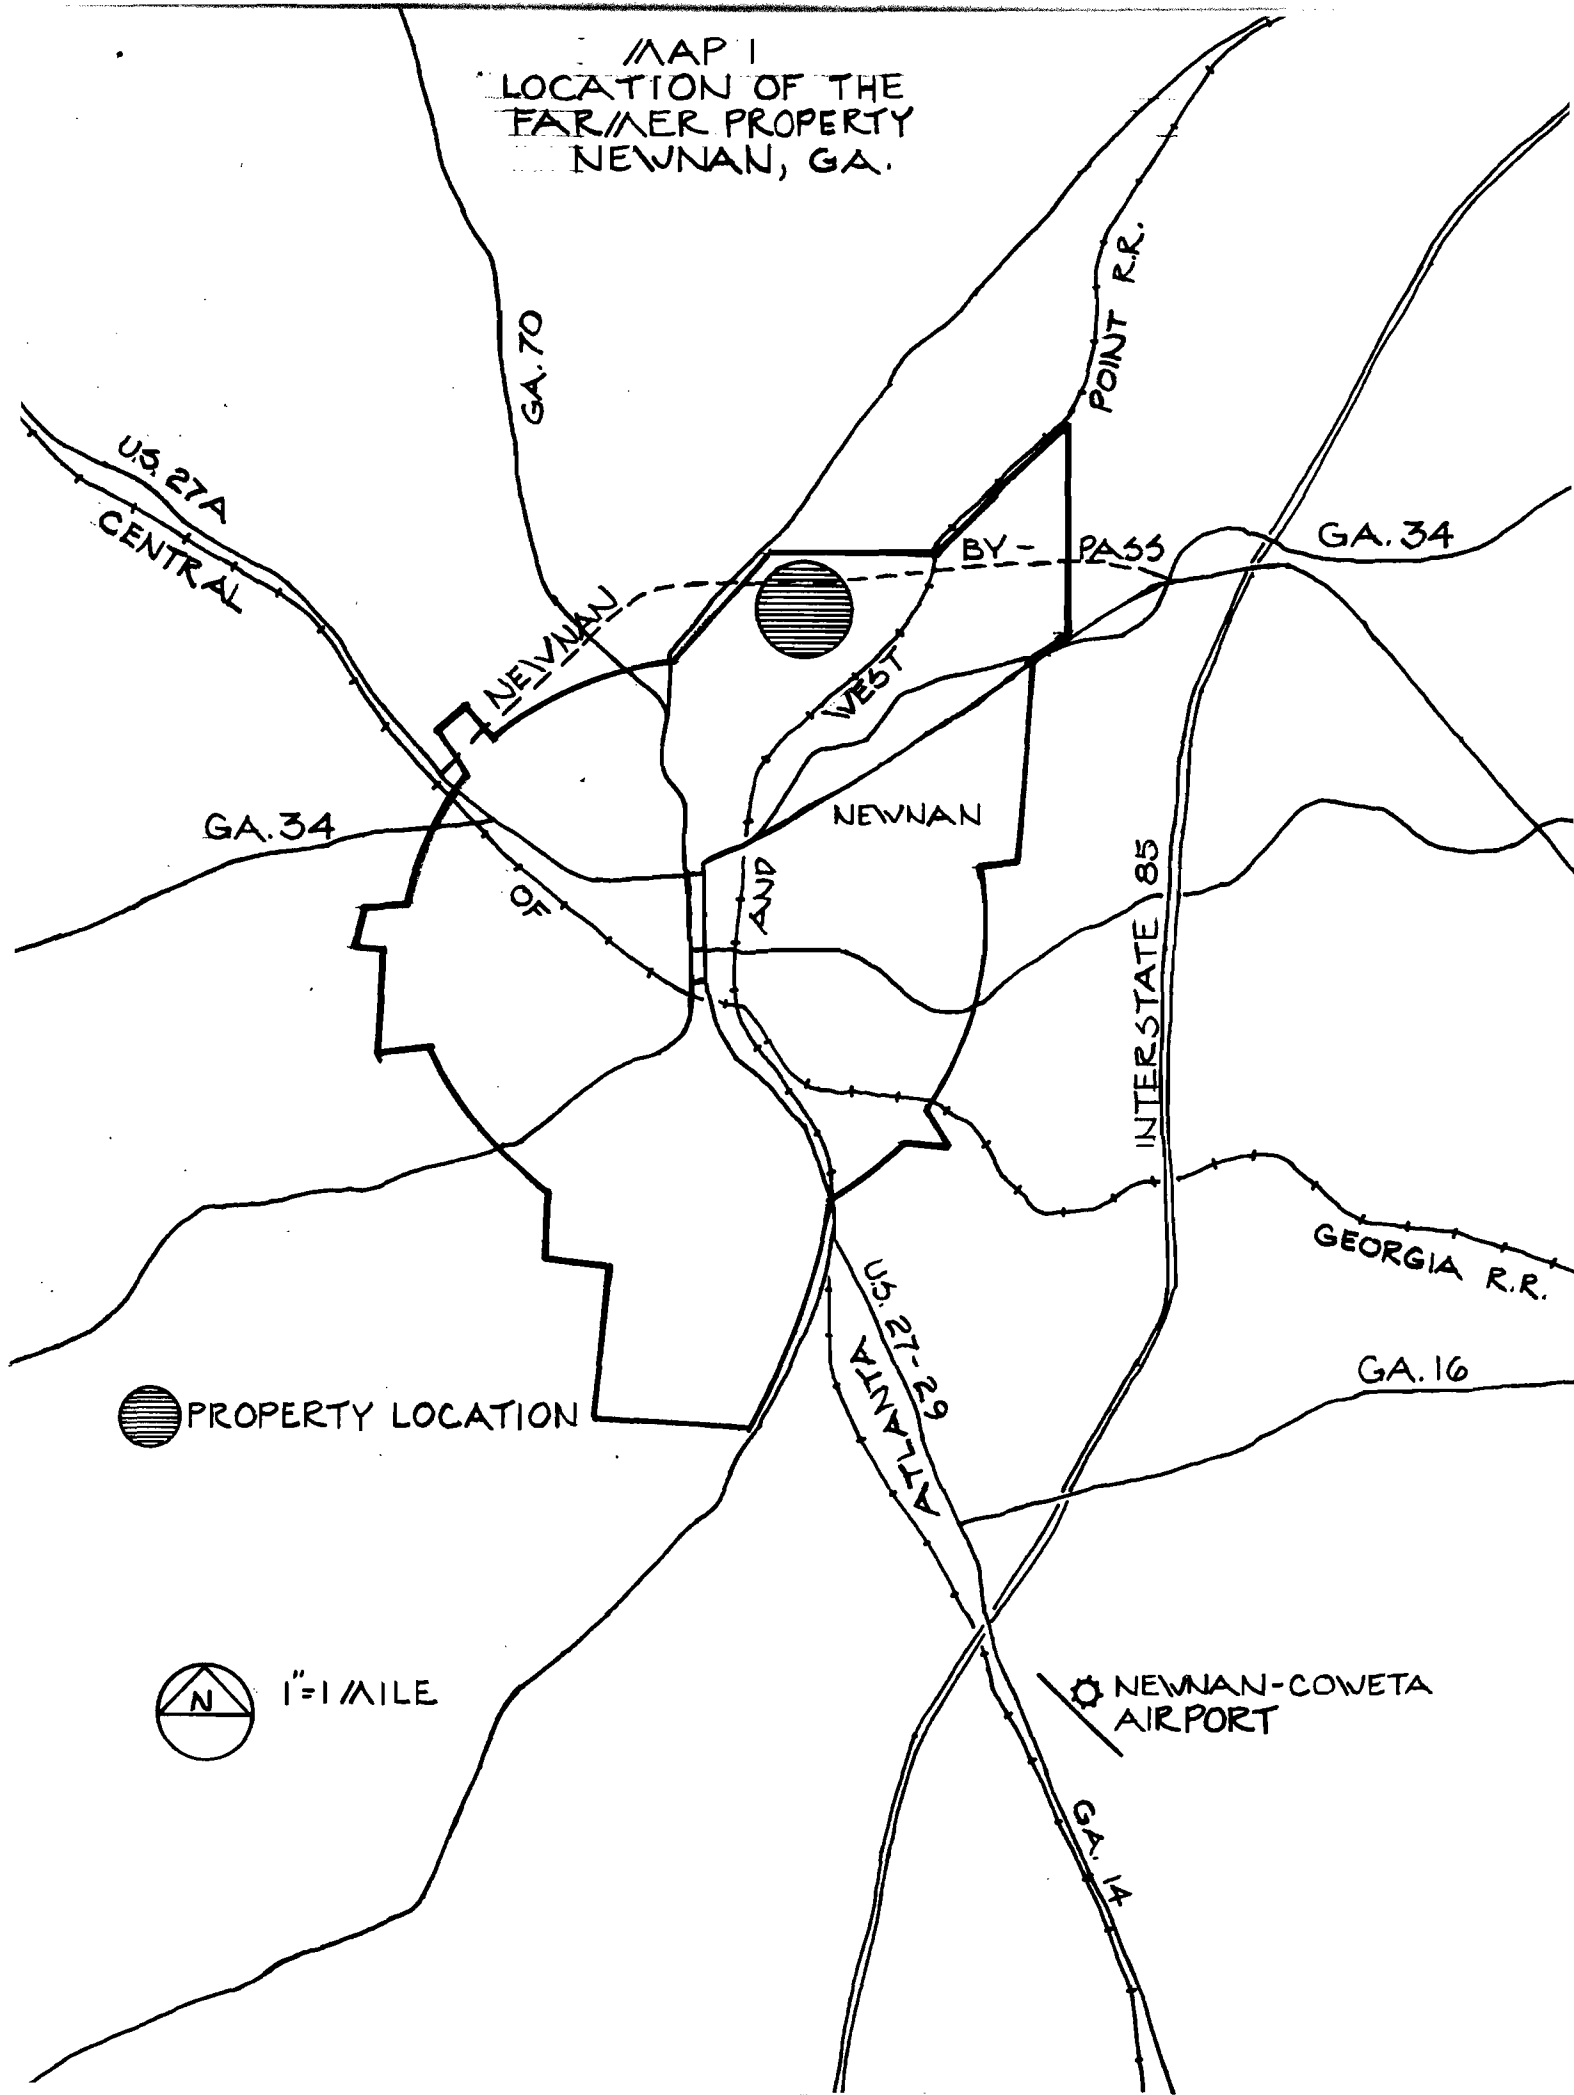 MAP 1
LOCATION OF THE
FARMER PROPERTY
NEWNAN, GA.
GA. 70
POINT R.R.
U.S. 27A
CENTRAL
NEWNAN
BY-PASS
GA. 34
WEST
GA. 34
NEWNAN
OF
AND
INTERSTATE 85
GEORGIA R.R.
U.S. 27-29
ATLANTA
GA. 16
PROPERTY LOCATION
N
1"=1 MILE
NEWNAN-COWETA
AIRPORT
GA. 14